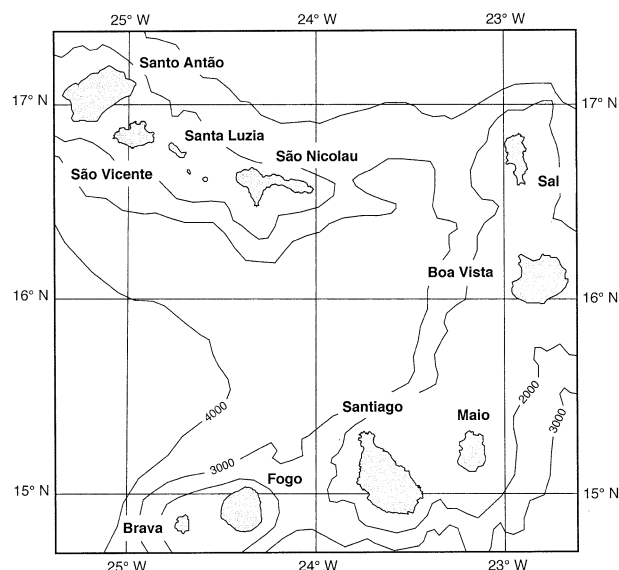 25° W 24° W 23° W
Santo Antão
17° N 17° N
Santa Luzia
São Nicolau
São Vicente
Sal
Boa Vista
16° N 16° N
2000
4000
Santiago
Maio
3000
3000
Fogo
15° N 15° N
Brava
25° W 24° W 23° W